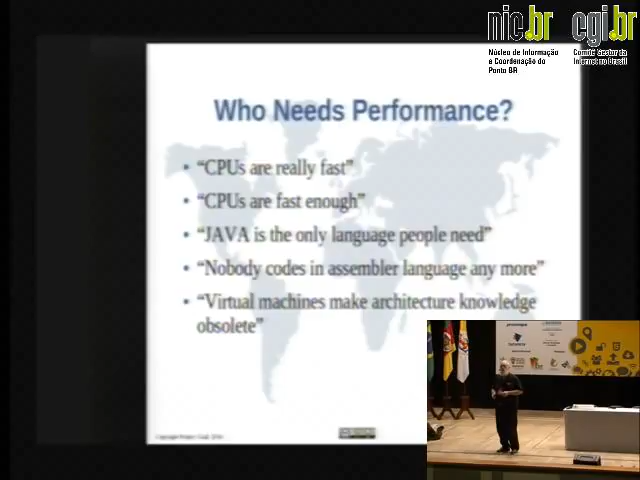 nic.br cgi.br
Núcleo de Informação
e Coordenação do
Ponto BR
Comitê Gestor da
Internet no Brasil
Who Needs Performance?
• “CPUs are really fast”
• “CPUs are fast enough”
• “JAVA is the only language people need”
• “Nobody codes in assembler language any more”
• “Virtual machines make architecture knowledge
obsolete”